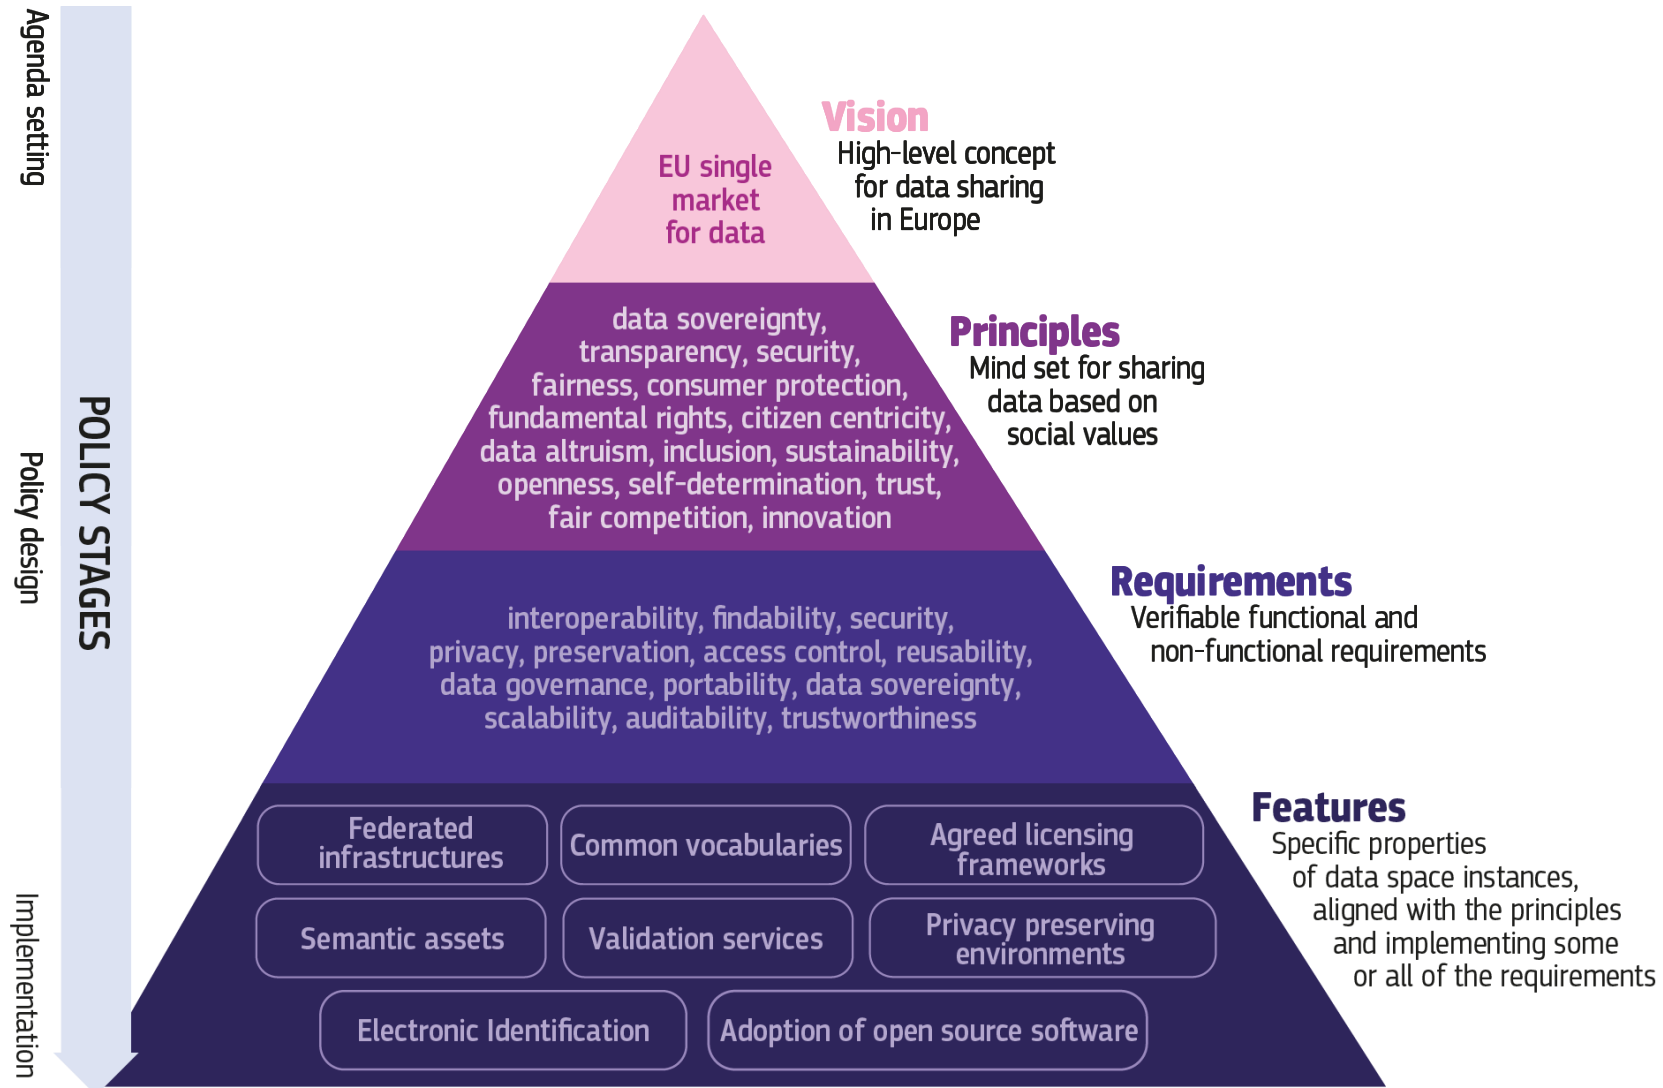 Agenda setting
Policy design
Implementation
POLICY STAGES
EU single
market
for data
Vision
High-level concept
for data sharing
in Europe
data sovereignty,
transparency, security,
fairness, consumer protection,
fundamental rights, citizen centricity,
data altruism, inclusion, sustainability,
openness, self-determination, trust,
fair competition, innovation
Principles
Mind set for sharing
data based on
social values
interoperability, findability, security,
privacy, preservation, access control, reusability,
data governance, portability, data sovereignty,
scalability, auditability, trustworthiness
Requirements
Verifiable functional and
non-functional requirements
Federated
infrastructures
Common vocabularies
Agreed licensing
frameworks
Semantic assets
Validation services
Privacy preserving
environments
Electronic Identification
Adoption of open source software
Features
Specific properties
of data space instances,
aligned with the principles
and implementing some
or all of the requirements